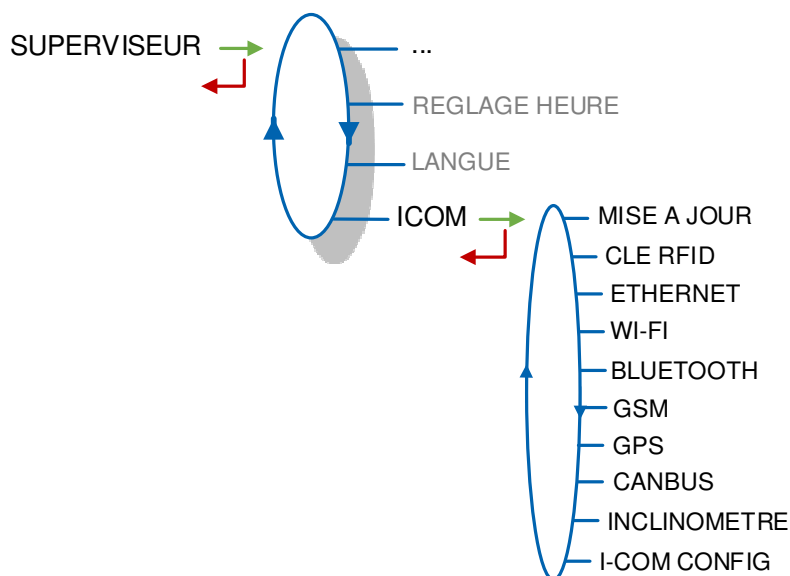 SUPERVISEUR
...
REGLAGE HEURE
LANGUE
ICOM
MISE A JOUR
CLE RFID
ETHERNET
WI-FI
BLUETOOTH
GSM
GPS
CANBUS
INCLINOMETRE
I-COM CONFIG